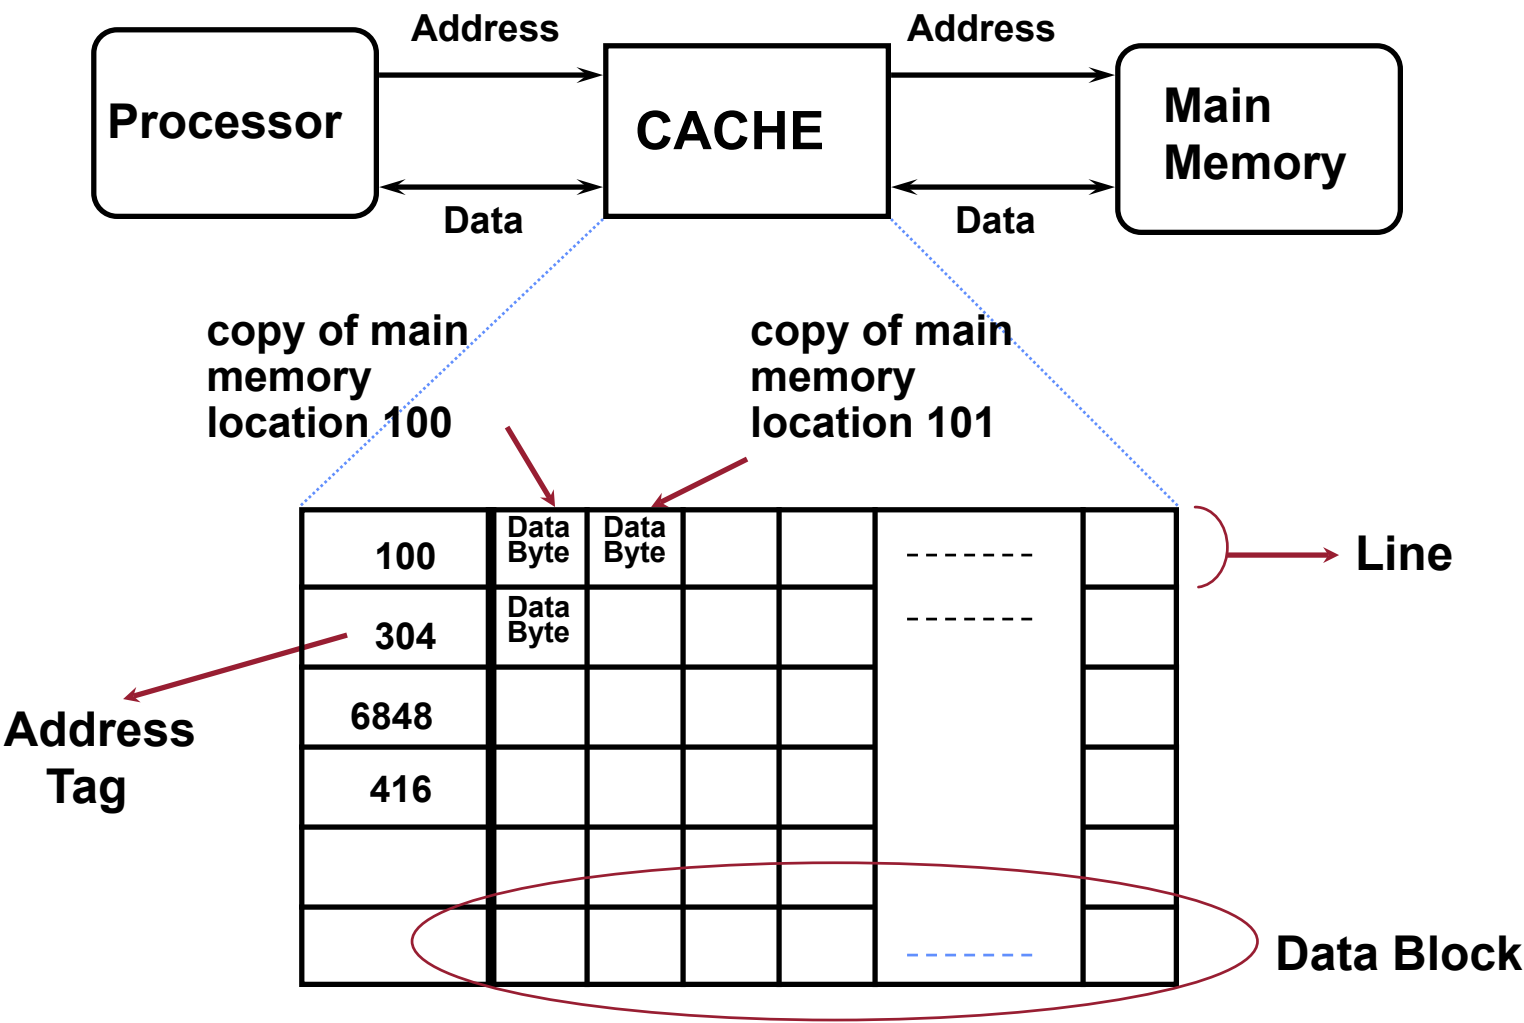 Address
Address
Processor
CACHE
Main
Memory
Data
Data
copy of main
memory
location 100
copy of main
memory
location 101
100
Data
Byte
Data
Byte
Line
304
Data
Byte
6848
Address
Tag
416
Data Block